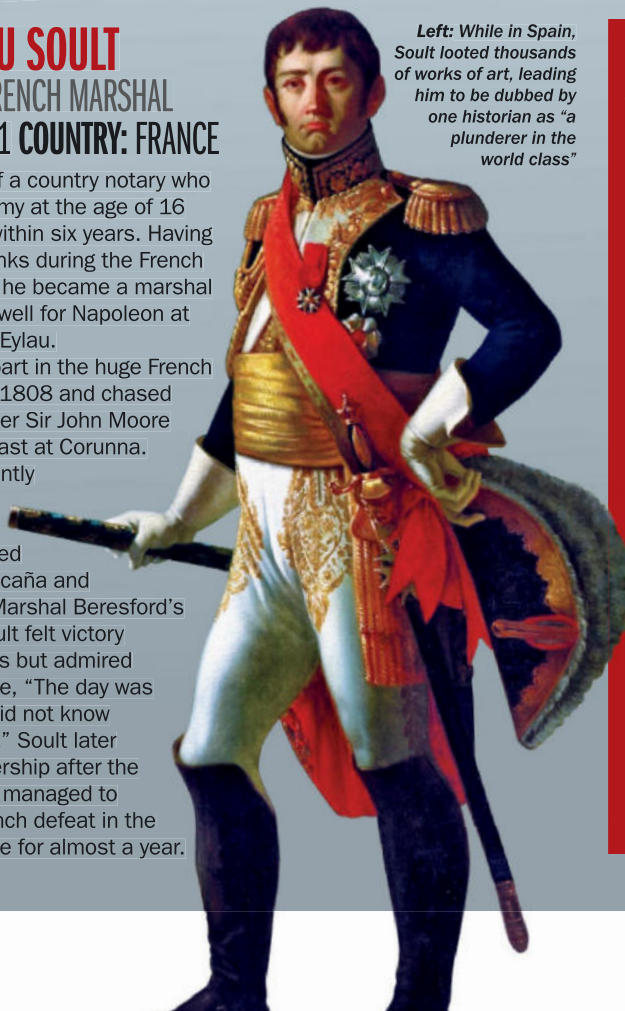 U SOULT
RENCH MARSHAL
1 COUNTRY: FRANCE
f a country notary who
my at the age of 16
within six years. Having
nks during the French
he became a marshal
well for Napoleon at
Eylau.
part in the huge French
1808 and chased
er Sir John Moore
ast at Corunna.
ntly
ed
caña and
Marshal Beresford’s
ult felt victory
s but admired
e, “The day was
id not know
.” Soult later
ership after the
managed to
nch defeat in the
e for almost a year.
Left: While in Spain,
Soult looted thousands
of works of art, leading
him to be dubbed by
one historian as “a
plunderer in the
world class”